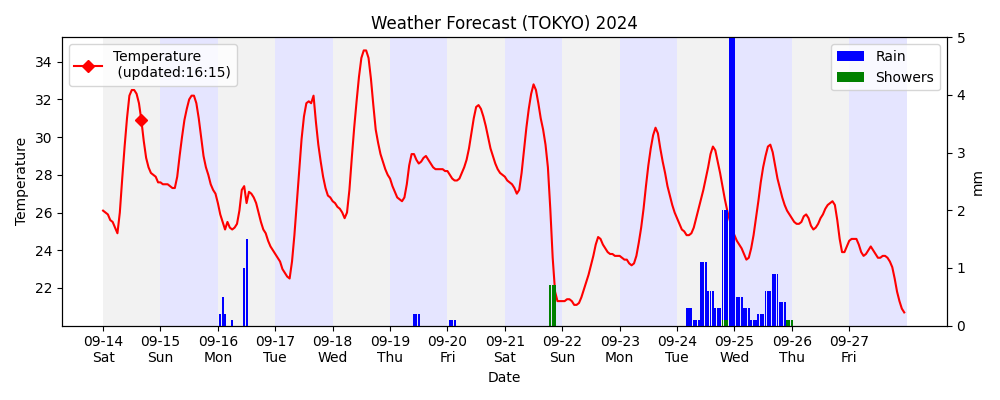 Weather Forecast (TOKYO) 2024
Temperature
(updated:16:15)
Rain
Showers
34
32
30
28
26
24
22
Temperature
5
4
3
2
1
0
mm
09-14 09-15 09-16 09-17 09-18 09-19 09-20 09-21 09-22 09-23 09-24 09-25 09-26 09-27
Sat Sun Mon Tue Wed Thu Fri Sat Sun Mon Tue Wed Thu Fri
Date